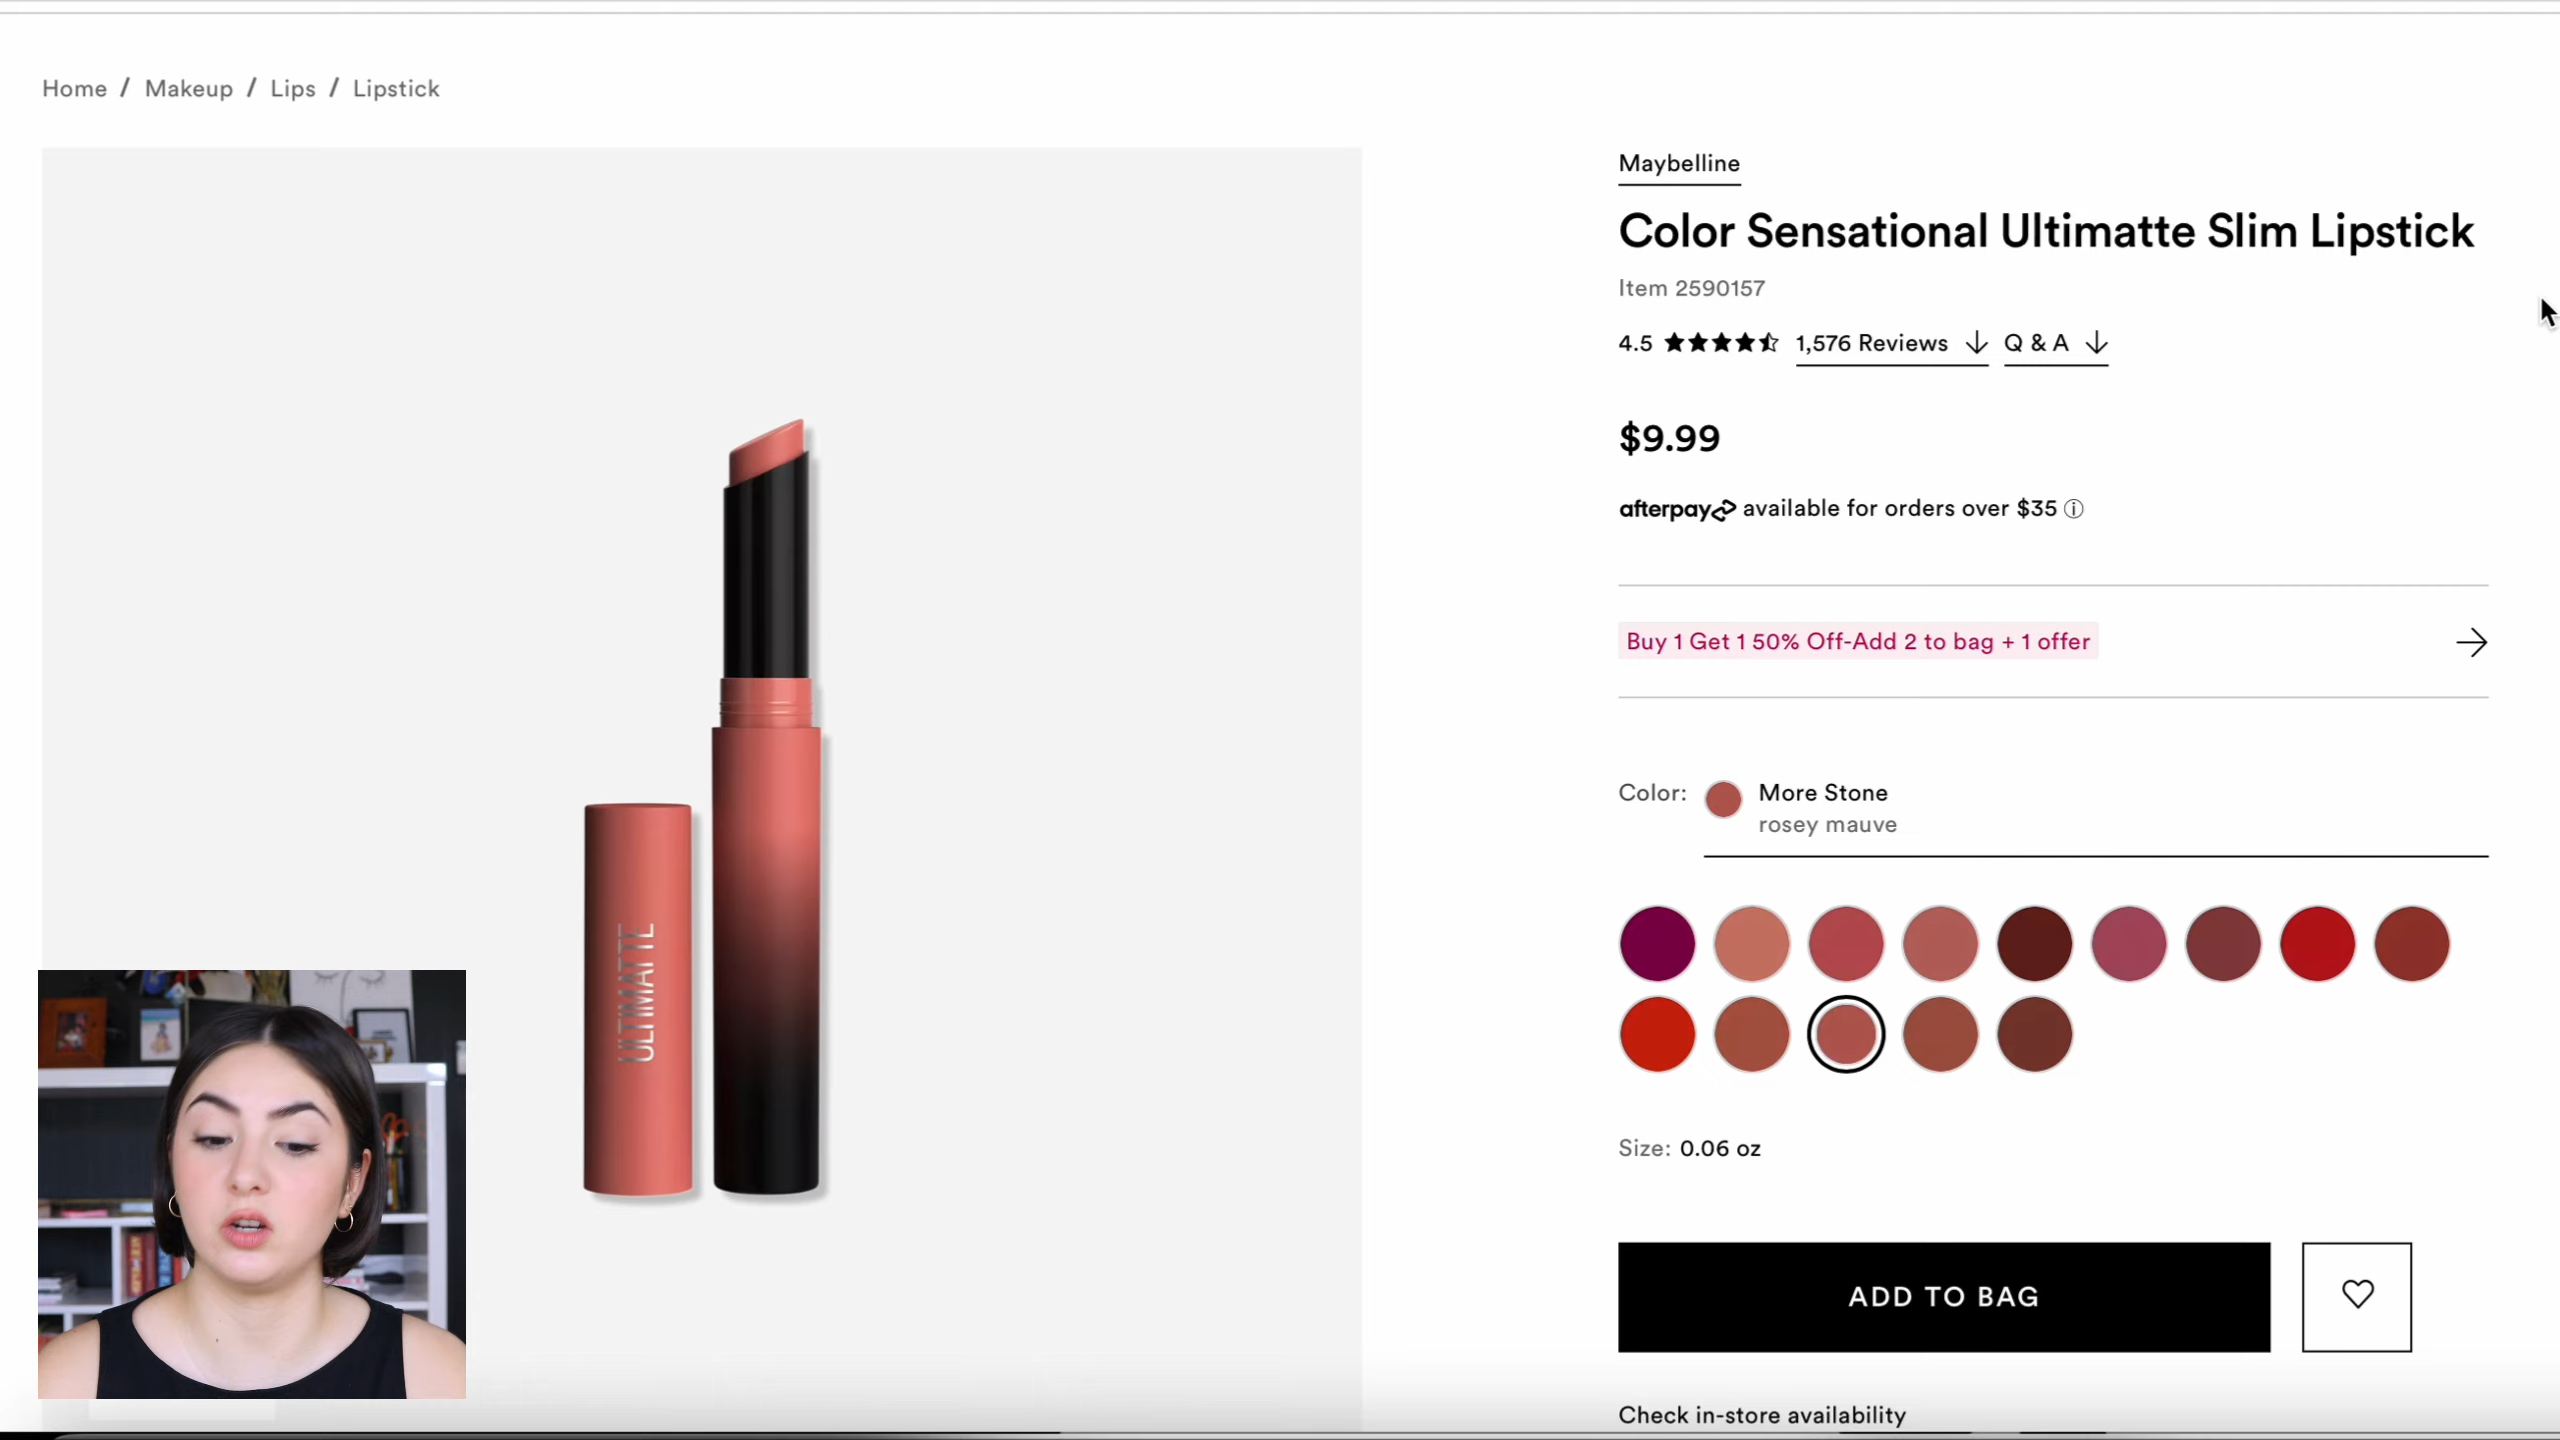 Home / Makeup / Lips / Lipstick
Maybelline
Color Sensational Ultimatte Slim Lipstick
Item 2590157
4.5 1,576 Reviews Q & A
$9.99
afterpay available for orders over $35
Buy 1 Get 1 50% Off-Add 2 to bag + 1 offer
Color: More Stone
rosey mauve
ULTIMATTE
Size: 0.06 oz
ADD TO BAG
Check in-store availability